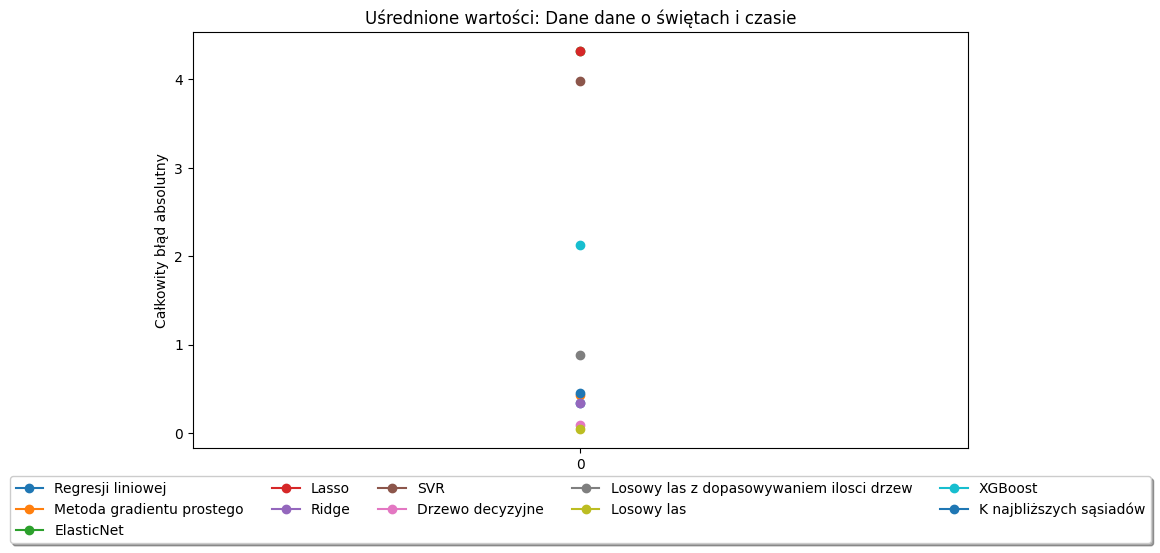 Uśrednione wartości: Dane dane o świętach i czasie
Całkowity błąd absolutny
4
3
2
1
0
0
Regresji liniowej
Metoda gradientu prostego
ElasticNet
Lasso
Ridge
SVR
Drzewo decyzyjne
Losowy las z dopasowywaniem ilosci drzew
Losowy las
XGBoost
K najbliższych sąsiadów